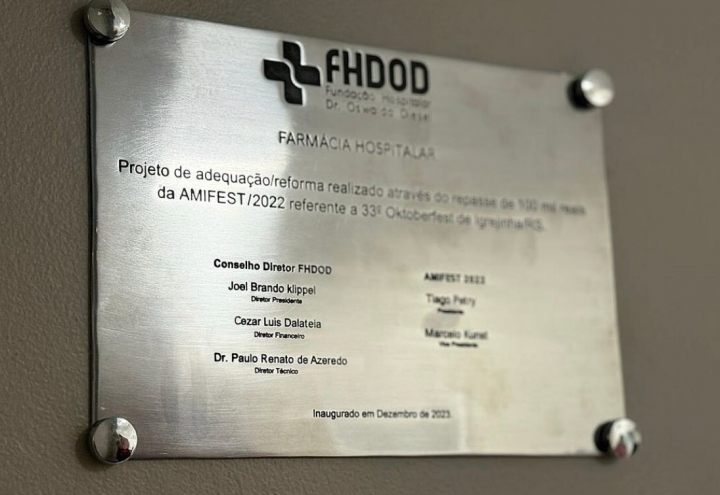 FHDOD
Fundação Hospitalar
Dr. Oswaldo Diesel
FARMÁCIA HOSPITALAR
Projeto de adequação/reforma realizado através do repasse de 100 mil reais
da AMIFEST/2022 referente a 33ª Oktoberfest de Igrejinha/RS.
Conselho Diretor FHDOD
Joel Brando klippel
Diretor Presidente
Cezar Luis Dalateia
Diretor Financeiro
Dr. Paulo Renato de Azeredo
Diretor Técnico
AMIFEST 2022
Tiago Petry
Presidente
Marcelo Kunst
Vice Presidente
Inaugurado em Dezembro de 2023.